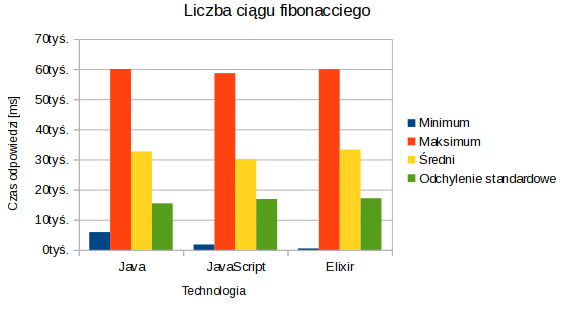 Liczba ciągu fibonacciego
70tyś.
60tyś.
50tyś.
40tyś.
30tyś.
20tyś.
10tyś.
0tyś.
Czas odpowiedzi [ms]
Java
JavaScript
Elixir
Technologia
Minimum
Maksimum
Średni
Odchylenie standardowe